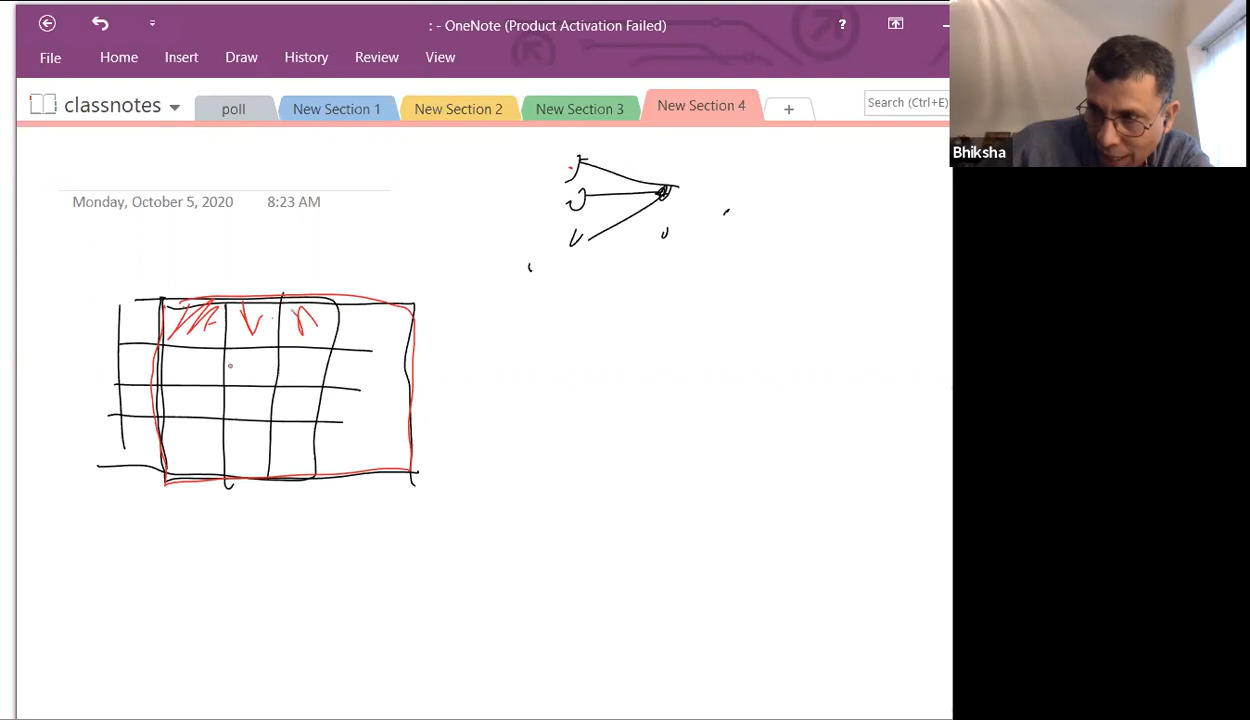 : - OneNote (Product Activation Failed)
?
File Home Insert Draw History Review View
classnotes poll New Section 1 New Section 2 New Section 3 New Section 4 + Search (Ctrl+E)
Bhiksha
Monday, October 5, 2020 8:23 AM